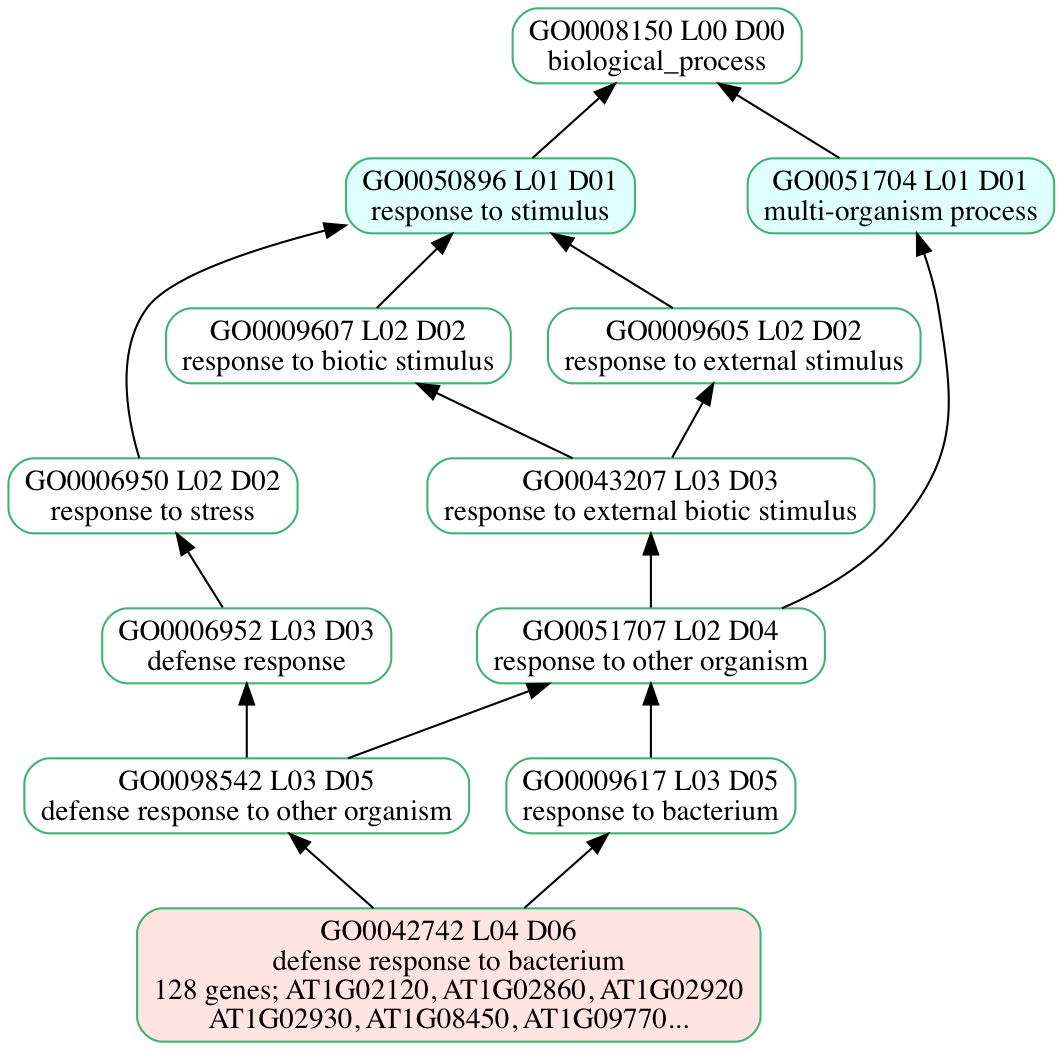 GO0008150 L00 D00
biological_process
GO0050896 L01 D01
response to stimulus
GO0051704 L01 D01
multi-organism process
GO0009607 L02 D02
response to biotic stimulus
GO0009605 L02 D02
response to external stimulus
GO0006950 L02 D02
response to stress
GO0043207 L03 D03
response to external biotic stimulus
GO0006952 L03 D03
defense response
GO0051707 L02 D04
response to other organism
GO0098542 L03 D05
defense response to other organism
GO0009617 L03 D05
response to bacterium
GO0042742 L04 D06
defense response to bacterium
128 genes; AT1G02120, AT1G02860, AT1G02920
AT1G02930, AT1G08450, AT1G09770...